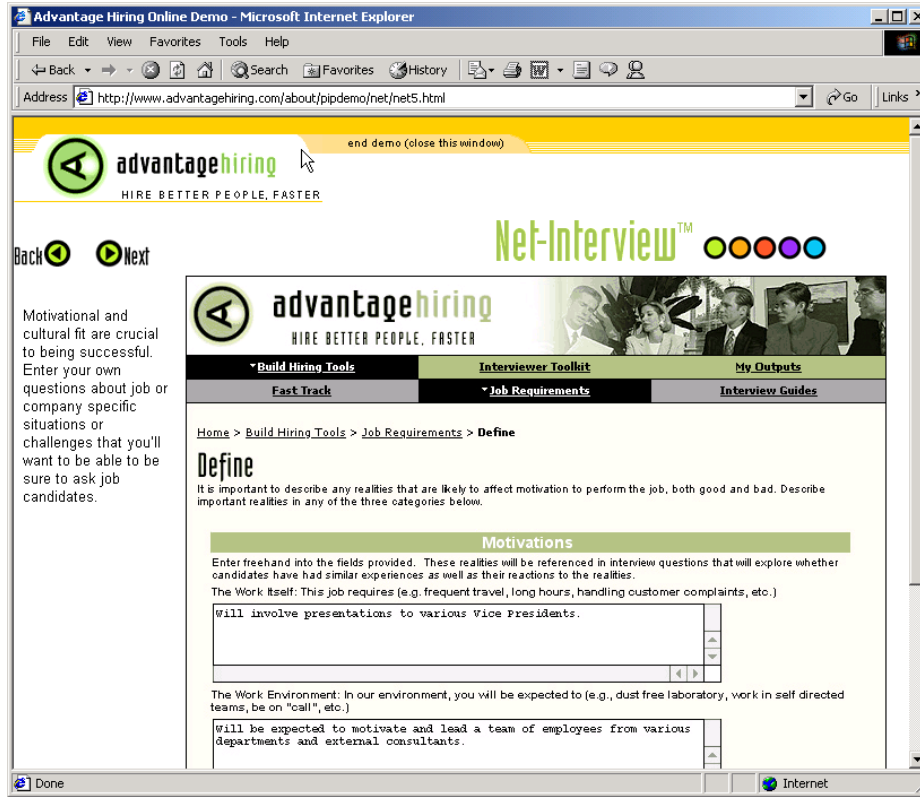 Advantage Hiring Online Demo - Microsoft Internet Explorer
File Edit View Favorites Tools Help
Back Search Favorites History
Address http://www.advantagehiring.com/about/pipdemo/net/net5.html Go Links
end demo (close this window)
advantagehiring
HIRE BETTER PEOPLE, FASTER
Net-Interview™
Back Next
Motivational and
cultural fit are crucial
to being successful.
Enter your own
questions about job or
company specific
situations or
challenges that you'll
want to be able to be
sure to ask job
candidates.
advantagehiring
HIRE BETTER PEOPLE, FASTER
Build Hiring Tools Interviewer Toolkit My Outputs
Fast Track Job Requirements Interview Guides
Home > Build Hiring Tools > Job Requirements > Define
Define
It is important to describe any realities that are likely to affect motivation to perform the job, both good and bad. Describe
important realities in any of the three categories below.
Motivations
Enter freehand into the fields provided. These realities will be referenced in interview questions that will explore whether
candidates have had similar experiences as well as their reactions to the realities.
The Work Itself: This job requires (e.g. frequent travel, long hours, handling customer complaints, etc.)
Will involve presentations to various Vice Presidents.
The Work Environment: In our environment, you will be expected to (e.g., dust free laboratory, work in self directed
teams, be on "call", etc.)
Will be expected to motivate and lead a team of employees from various
departments and external consultants.
Done Internet